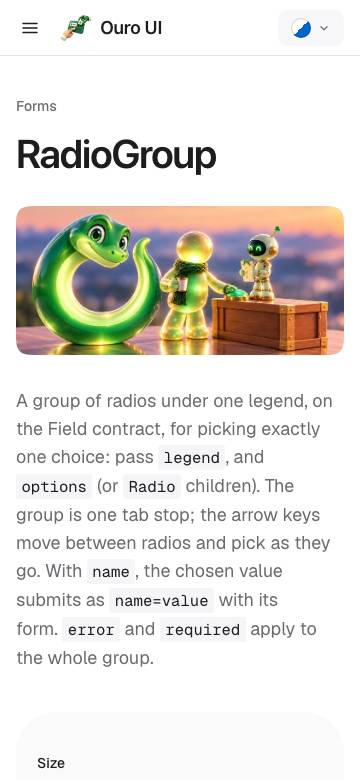 Ouro UI
Forms
RadioGroup
A group of radios under one legend, on
the Field contract, for picking exactly
one choice: pass legend, and
options (or Radio children). The
group is one tab stop; the arrow keys
move between radios and pick as they
go. With name, the chosen value
submits as name=value with its
form. error and required apply to
the whole group.
Size